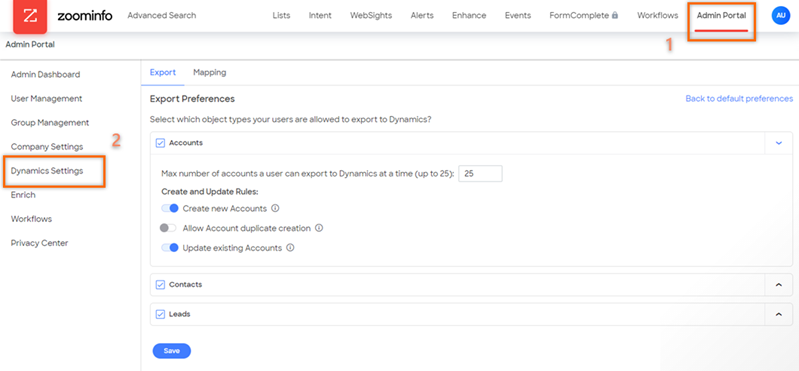 zoominfo Advanced Search Lists Intent WebSights Alerts Enhance Events FormComplete Workflows Admin Portal AU
1
Admin Portal
Admin Dashboard
User Management
Group Management
Company Settings
2
Dynamics Settings
Enrich
Workflows
Privacy Center
Export Mapping
Export Preferences Back to default preferences
Select which object types your users are allowed to export to Dynamics?
Accounts
Max number of accounts a user can export to Dynamics at a time (up to 25): 25
Create and Update Rules:
Create new Accounts
Allow Account duplicate creation
Update existing Accounts
Contacts
Leads
Save